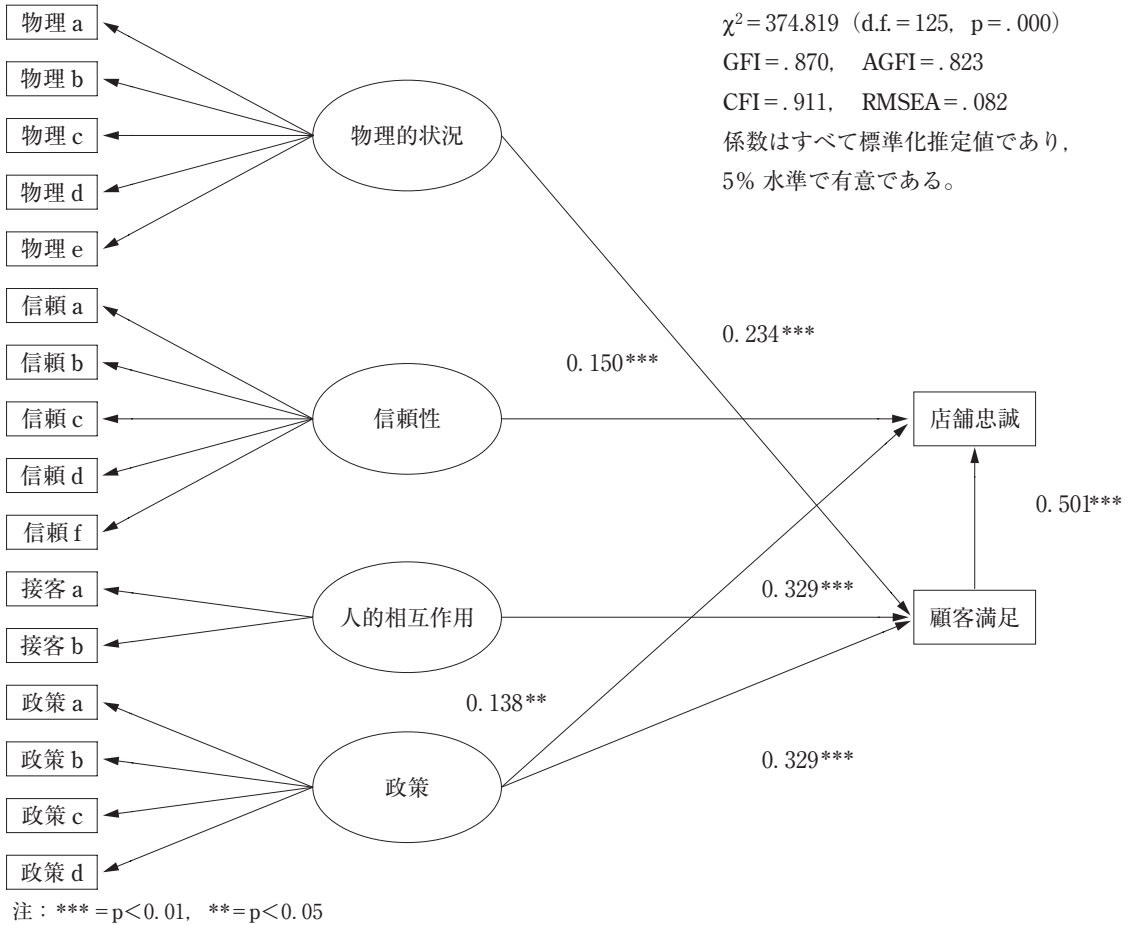 物理 a
物理 b
物理 c
物理 d
物理 e
信頼 a
信頼 b
信頼 c
信頼 d
信頼 f
接客 a
接客 b
政策 a
政策 b
政策 c
政策 d
物理的状況
信頼性
人的相互作用
政策
χ²=374.819 (d.f.=125, p=.000)
GFI=.870, AGFI=.823
CFI=.911, RMSEA=.082
係数はすべて標準化推定値であり,
5% 水準で有意である。
0.234***
0.150***
店舗忠誠
0.501***
0.329***
顧客満足
0.138**
0.329***
注：***=p<0.01, **=p<0.05